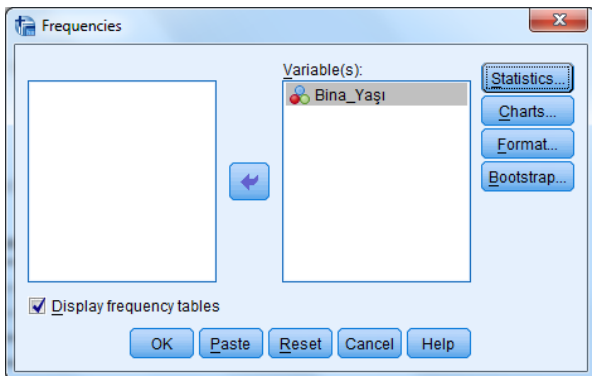 Frequencies
Variable(s):
Bina_Yaşı
Statistics...
Charts...
Format...
Bootstrap...
Display frequency tables
OK
Paste
Reset
Cancel
Help